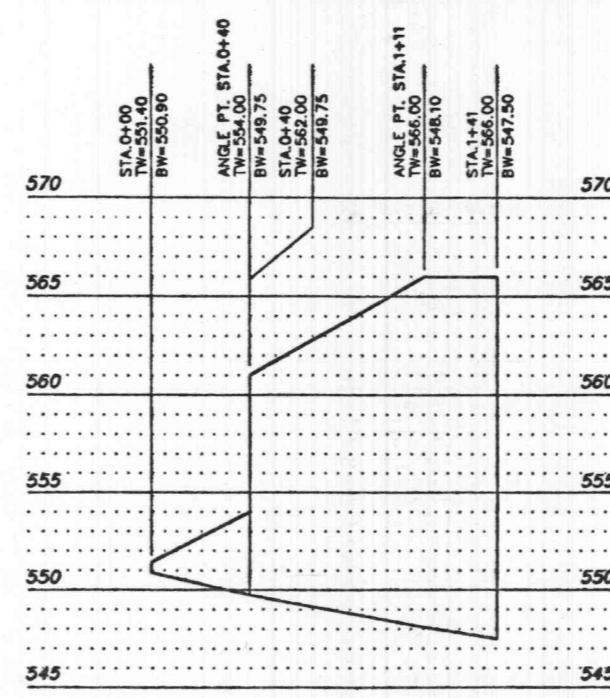 STA.0+00
TW=551.40
BW=550.90
ANGLE PT. STA.0+40
TW=554.00
BW=549.75
STA.0+40
TW=562.00
BW=549.75
ANGLE PT. STA.1+11
TW=566.00
BW=548.10
STA.1+41
TW=566.00
BW=547.50
570 570
565 565
560 560
555 555
550 550
545 545